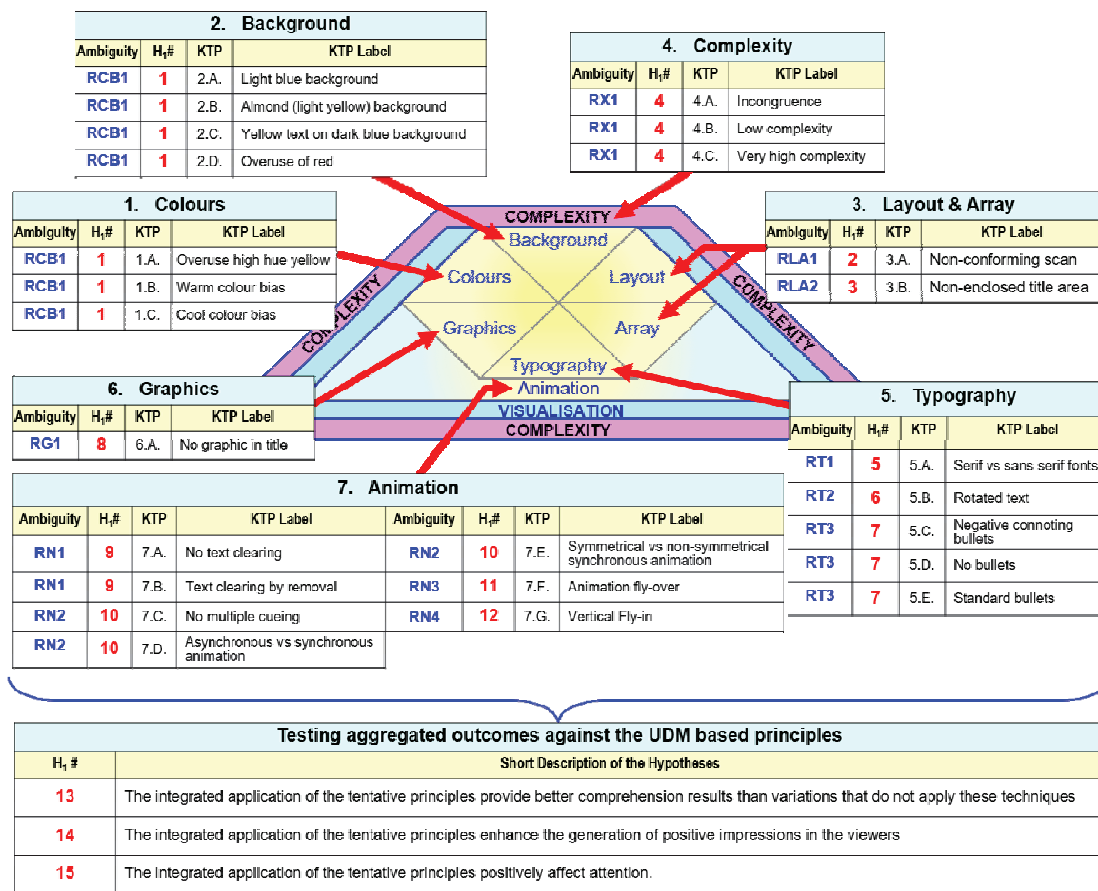 2. Background
Ambiguity H₁# KTP KTP Label
RCB1 1 2.A. Light blue background
RCB1 1 2.B. Almond (light yellow) background
RCB1 1 2.C. Yellow text on dark blue background
RCB1 1 2.D. Overuse of red
4. Complexity
Ambiguity H₁# KTP KTP Label
RX1 4 4.A. Incongruence
RX1 4 4.B. Low complexity
RX1 4 4.C. Very high complexity
1. Colours
Ambiguity H₁# KTP KTP Label
RCB1 1 1.A. Overuse high hue yellow
RCB1 1 1.B. Warm colour bias
RCB1 1 1.C. Cool colour bias
3. Layout & Array
Ambiguity H₁# KTP KTP Label
RLA1 2 3.A. Non-conforming scan
RLA2 3 3.B. Non-enclosed title area
COMPLEXITY
COMPLEXITY
COMPLEXITY
Background
Colours
Layout
Graphics
Array
Typography
Animation
VISUALISATION
COMPLEXITY
6. Graphics
Ambiguity H₁# KTP KTP Label
RG1 8 6.A. No graphic in title
5. Typography
Ambiguity H₁# KTP KTP Label
RT1 5 5.A. Serif vs sans serif fonts
RT2 6 5.B. Rotated text
RT3 7 5.C. Negative connoting
bullets
RT3 7 5.D. No bullets
RT3 7 5.E. Standard bullets
7. Animation
Ambiguity H₁# KTP KTP Label Ambiguity H₁# KTP KTP Label
RN1 9 7.A. No text clearing RN2 10 7.E. Symmetrical vs non-symmetrical
synchronous animation
RN1 9 7.B. Text clearing by removal RN3 11 7.F. Animation fly-over
RN2 10 7.C. No multiple cueing RN4 12 7.G. Vertical Fly-in
RN2 10 7.D. Asynchronous vs synchronous
animation
Testing aggregated outcomes against the UDM based principles
H₁ # Short Description of the Hypotheses
13 The integrated application of the tentative principles provide better comprehension results than variations that do not apply these techniques
14 The integrated application of the tentative principles enhance the generation of positive impressions in the viewers
15 The integrated application of the tentative principles positively affect attention.